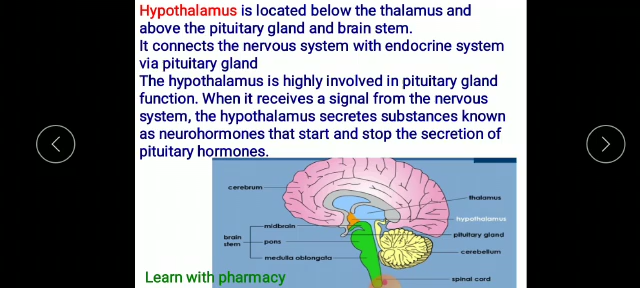 Hypothalamus is located below the thalamus and
above the pituitary gland and brain stem.
It connects the nervous system with endocrine system
via pituitary gland
The hypothalamus is highly involved in pituitary gland
function. When it receives a signal from the nervous
system, the hypothalamus secretes substances known
as neurohormones that start and stop the secretion of
pituitary hormones.
cerebrum
thalamus
hypothalamus
midbrain
pituitary gland
brain
stem
pons
cerebellum
medulla oblongata
spinal cord
Learn with pharmacy